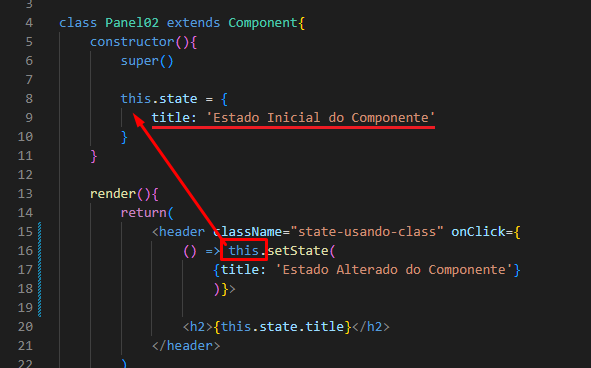 3
4 class Panel02 extends Component{
5 constructor(){
6 super()
7
8 this.state = {
9 title: 'Estado Inicial do Componente'
10 }
11 }
12
13 render(){
14 return(
15 <header className="state-usando-class" onClick={
16 () => this.setState(
17 {title: 'Estado Alterado do Componente'}
18 )}>
19
20 <h2>{this.state.title}</h2>
21 </header>
22 )